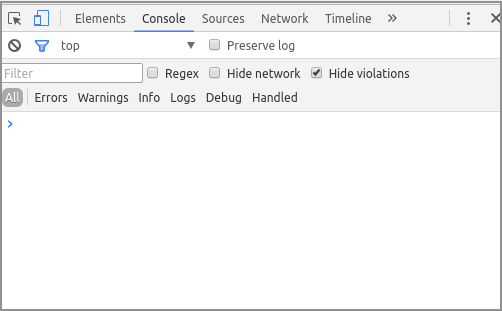 Elements Console Sources Network Timeline »
top Preserve log
Filter Regex Hide network Hide violations
All Errors Warnings Info Logs Debug Handled
>